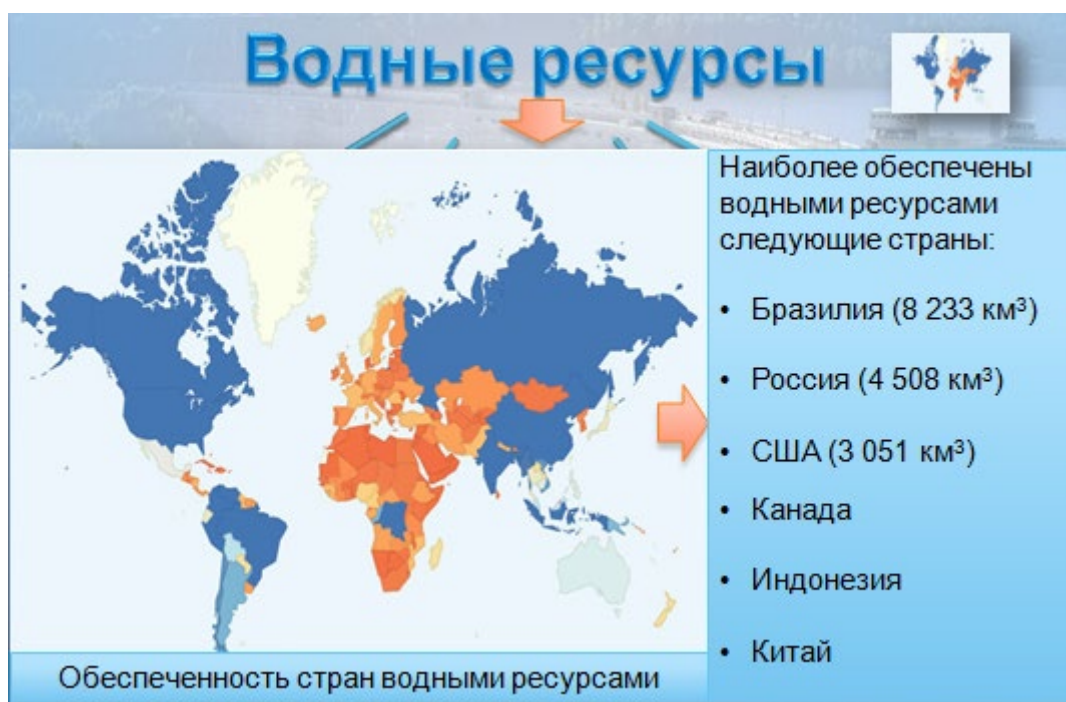 Водные ресурсы
Наиболее обеспечены
водными ресурсами
следующие страны:
• Бразилия (8 233 км³)
• Россия (4 508 км³)
• США (3 051 км³)
• Канада
• Индонезия
• Китай
Обеспеченность стран водными ресурсами